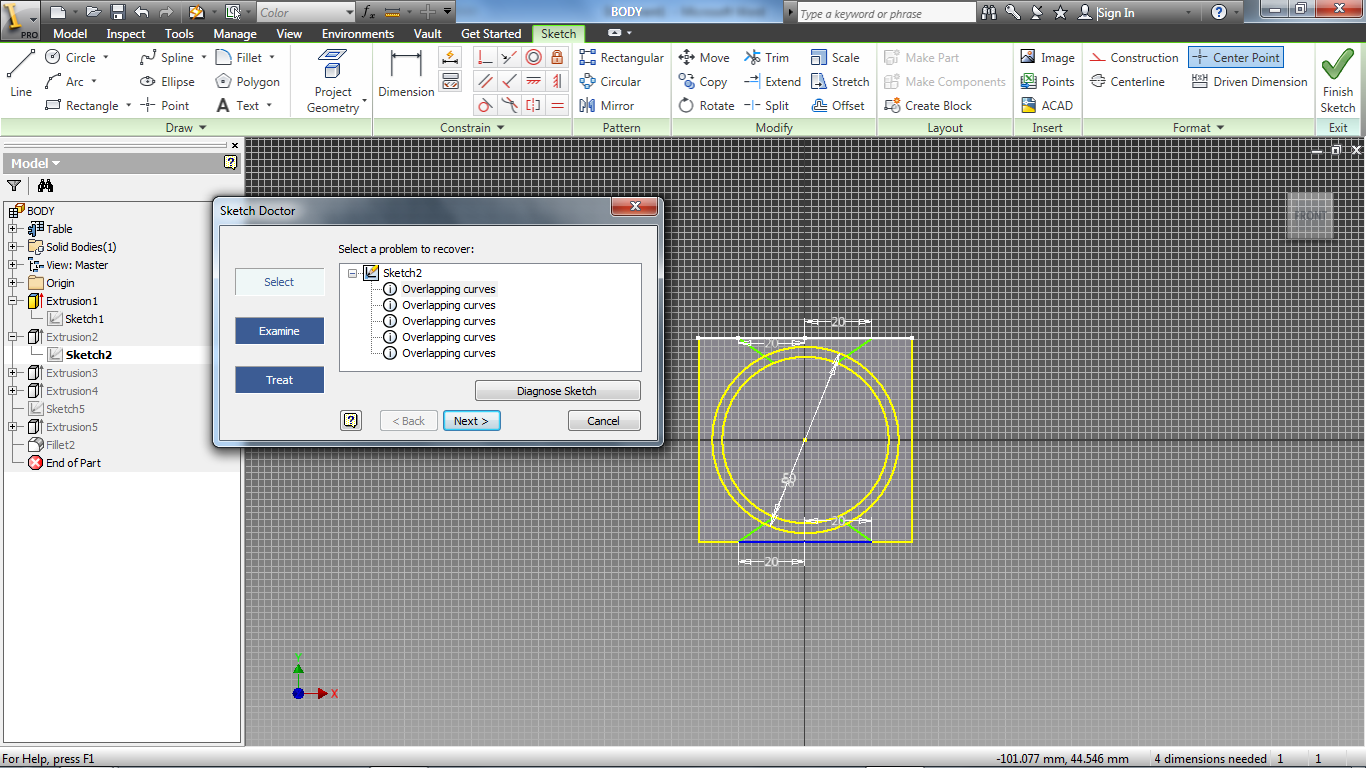 BODY
Color
Type a keyword or phrase
Sign In
PRO
Model Inspect Tools Manage View Environments Vault Get Started Sketch
Line
Circle
Arc
Rectangle
Spline
Ellipse
Point
Fillet
Polygon
Text
Project
Geometry
Dimension
Rectangular
Circular
Mirror
Move
Copy
Rotate
Trim
Extend
Split
Scale
Stretch
Offset
Make Part
Make Components
Create Block
Image
Points
ACAD
Construction
Centerline
Center Point
Driven Dimension
Finish
Sketch
Draw
Constrain
Pattern
Modify
Layout
Insert
Format
Exit
Model
BODY
Table
Solid Bodies(1)
View: Master
Origin
Extrusion1
Sketch1
Extrusion2
Sketch2
Extrusion3
Extrusion4
Sketch5
Extrusion5
Fillet2
End of Part
Sketch Doctor
Select a problem to recover:
Select
Examine
Treat
Sketch2
Overlapping curves
Overlapping curves
Overlapping curves
Overlapping curves
Overlapping curves
Diagnose Sketch
< Back
Next >
Cancel
FRONT
20
20
20
20
Y
X
For Help, press F1
-101.077 mm, 44.546 mm
4 dimensions needed
1
1